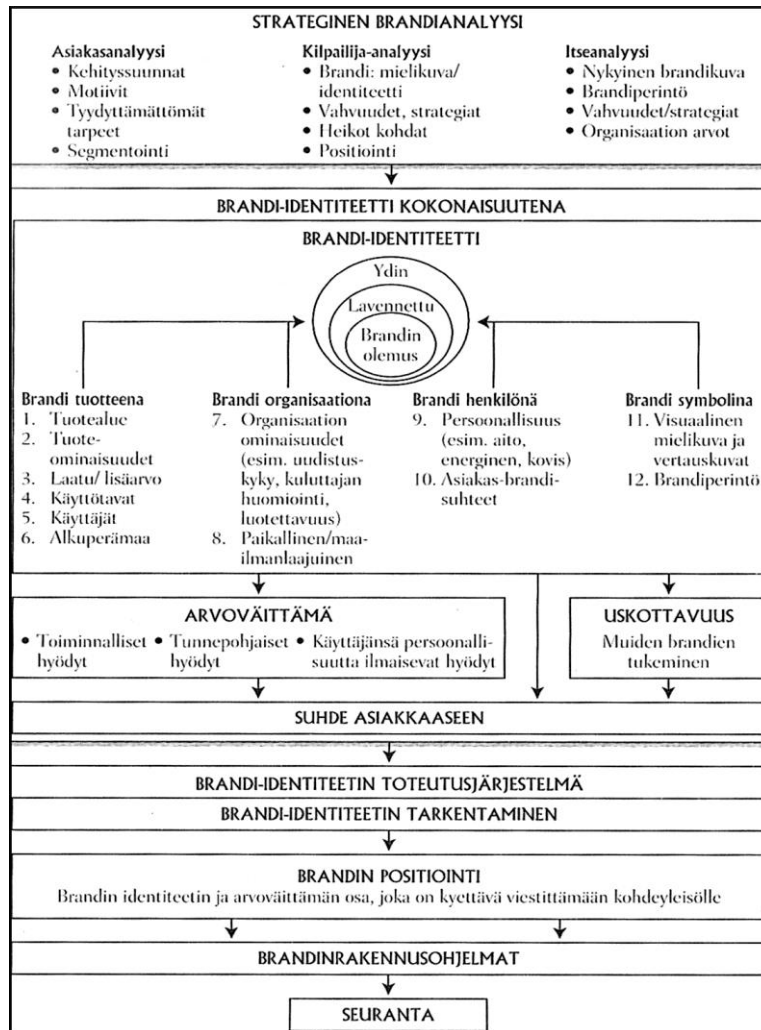 STRATEGINEN BRANDIANALYYSI
Asiakasanalyysi
• Kehityssuunnat
• Motiivit
• Tyydyttämättömät
tarpeet
• Segmentointi
Kilpailija-analyysi
• Brandi: mielikuva/
identiteetti
• Vahvuudet, strategiat
• Heikot kohdat
• Positiointi
Itseanalyysi
• Nykyinen brandikuva
• Brandiperintö
• Vahvuudet/strategiat
• Organisaation arvot
BRANDI-IDENTITEETTI KOKONAISUUTENA
BRANDI-IDENTITEETTI
Ydin
Lavennettu
Brandin
olemus
Brandi tuotteena
1. Tuotealue
2. Tuote-
ominaisuudet
3. Laatu/ lisäarvo
4. Käyttötavat
5. Käyttäjät
6. Alkuperämaa
Brandi organisaationa
7. Organisaation
ominaisuudet
(esim. uudistus-
kyky, kuluttajan
huomiointi,
luotettavuus)
8. Paikallinen/maa-
ilmanlaajuinen
Brandi henkilönä
9. Persoonallisuus
(esim. aito,
energinen, kovis)
10. Asiakas-brandi-
suhteet
Brandi symbolina
11. Visuaalinen
mielikuva ja
vertauskuvat
12. Brandiperintö
ARVOVÄITTÄMÄ
• Toiminnalliset
hyödyt
• Tunnepohjaiset
hyödyt
• Käyttäjänsä persoonalli-
suutta ilmaisevat hyödyt
USKOTTAVUUS
Muiden brandien
tukeminen
SUHDE ASIAKKAASEEN
BRANDI-IDENTITEETIN TOTEUTUSJÄRJESTELMÄ
BRANDI-IDENTITEETIN TARKENTAMINEN
BRANDIN POSITIOINTI
Brandin identiteetin ja arvoväittämän osa, joka on kyettävä viestittämään kohdeyleisölle
BRANDINRAKENNUSOHJELMAT
SEURANTA